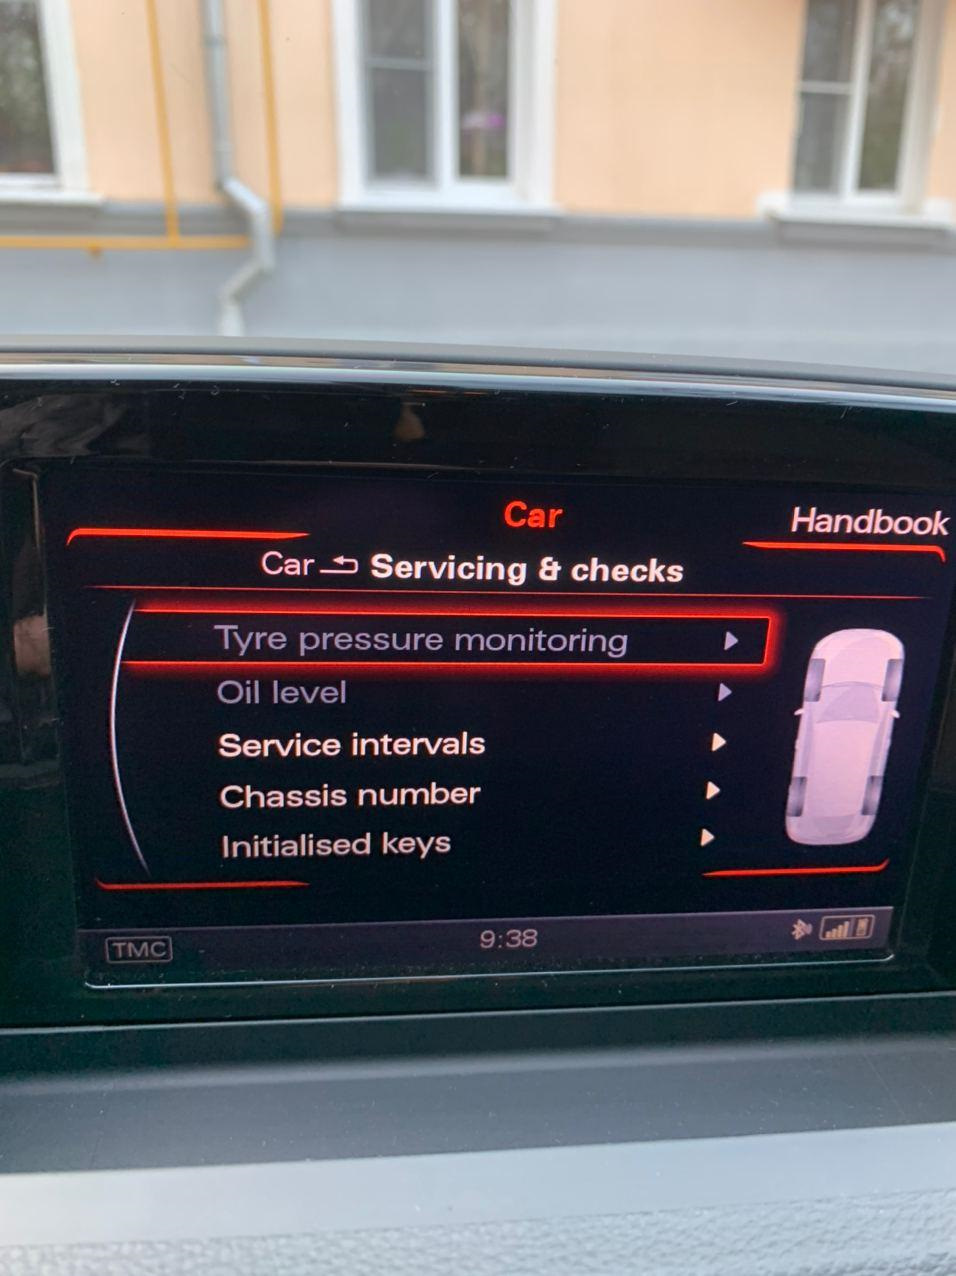 Car
Handbook
Car Servicing & checks
Tyre pressure monitoring
Oil level
Service intervals
Chassis number
Initialised keys
TMC
9:38